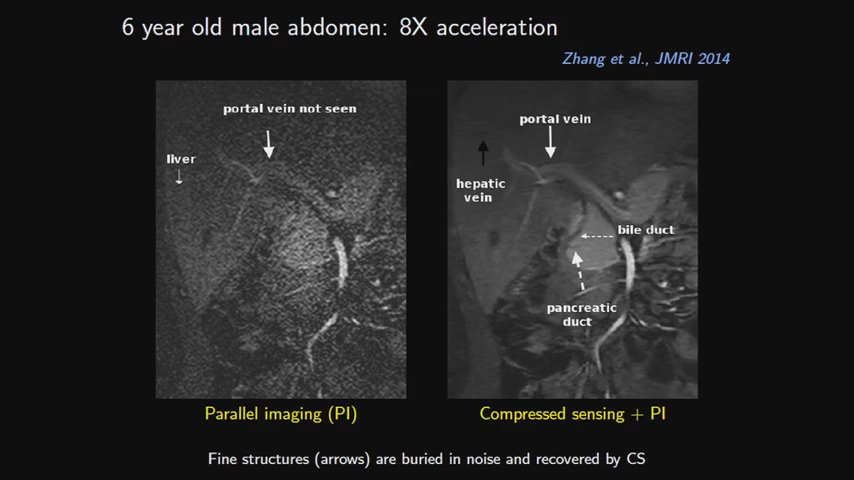 6 year old male abdomen: 8X acceleration
Zhang et al., JMRI 2014
portal vein not seen
liver
portal vein
hepatic
vein
bile duct
pancreatic
duct
Parallel imaging (PI)
Compressed sensing + PI
Fine structures (arrows) are buried in noise and recovered by CS